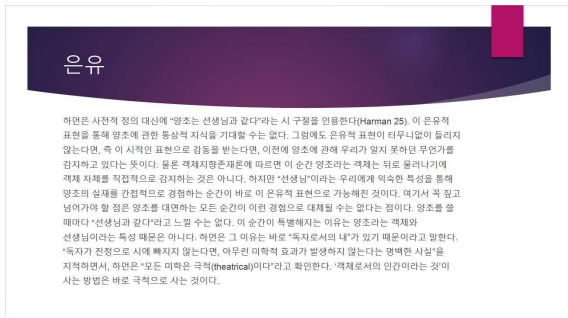 은유
하먼은 사전적 정의 대신에 “양초는 선생님과 같다”라는 시 구절을 인용한다(Harman 25). 이 은유적
표현을 통해 양초에 관한 통상적 지식을 기대할 수는 없다. 그럼에도 은유적 표현이 터무니없이 들리지
않는다면, 즉 이 시적인 표현으로 감동을 받는다면, 이전에 양초에 관해 우리가 알지 못하던 무언가를
감지하고 있다는 뜻이다. 물론 객체지향존재론에 따르면 이 순간 양초라는 객체는 뒤로 물러나기에
객체 자체를 직접적으로 감지하는 것은 아니다. 하지만 “선생님”이라는 우리에게 익숙한 특성을 통해
양초의 실재를 간접적으로 경험하는 순간이 바로 이 은유적 표현으로 가능해진 것이다. 여기서 꼭 짚고
넘어가야 할 점은 양초를 대면하는 모든 순간이 이런 경험으로 대체될 수는 없다는 점이다. 양초를 쓸
때마다 “선생님과 같다”라고 느낄 수는 없다. 이 순간이 특별해지는 이유는 양초라는 객체와
선생님이라는 특성 때문은 아니다. 하먼은 그 이유는 바로 “독자로서의 내”가 있기 때문이라고 말한다.
“독자가 진정으로 시에 빠지지 않는다면, 아무런 미학적 효과가 발생하지 않는다는 명백한 사실”을
지적하면서, 하먼은 “모든 미학은 극적(theatrical)이다”라고 확인한다. ‘객체로서의 인간이라는 것’이
사는 방법은 바로 극적으로 사는 것이다.